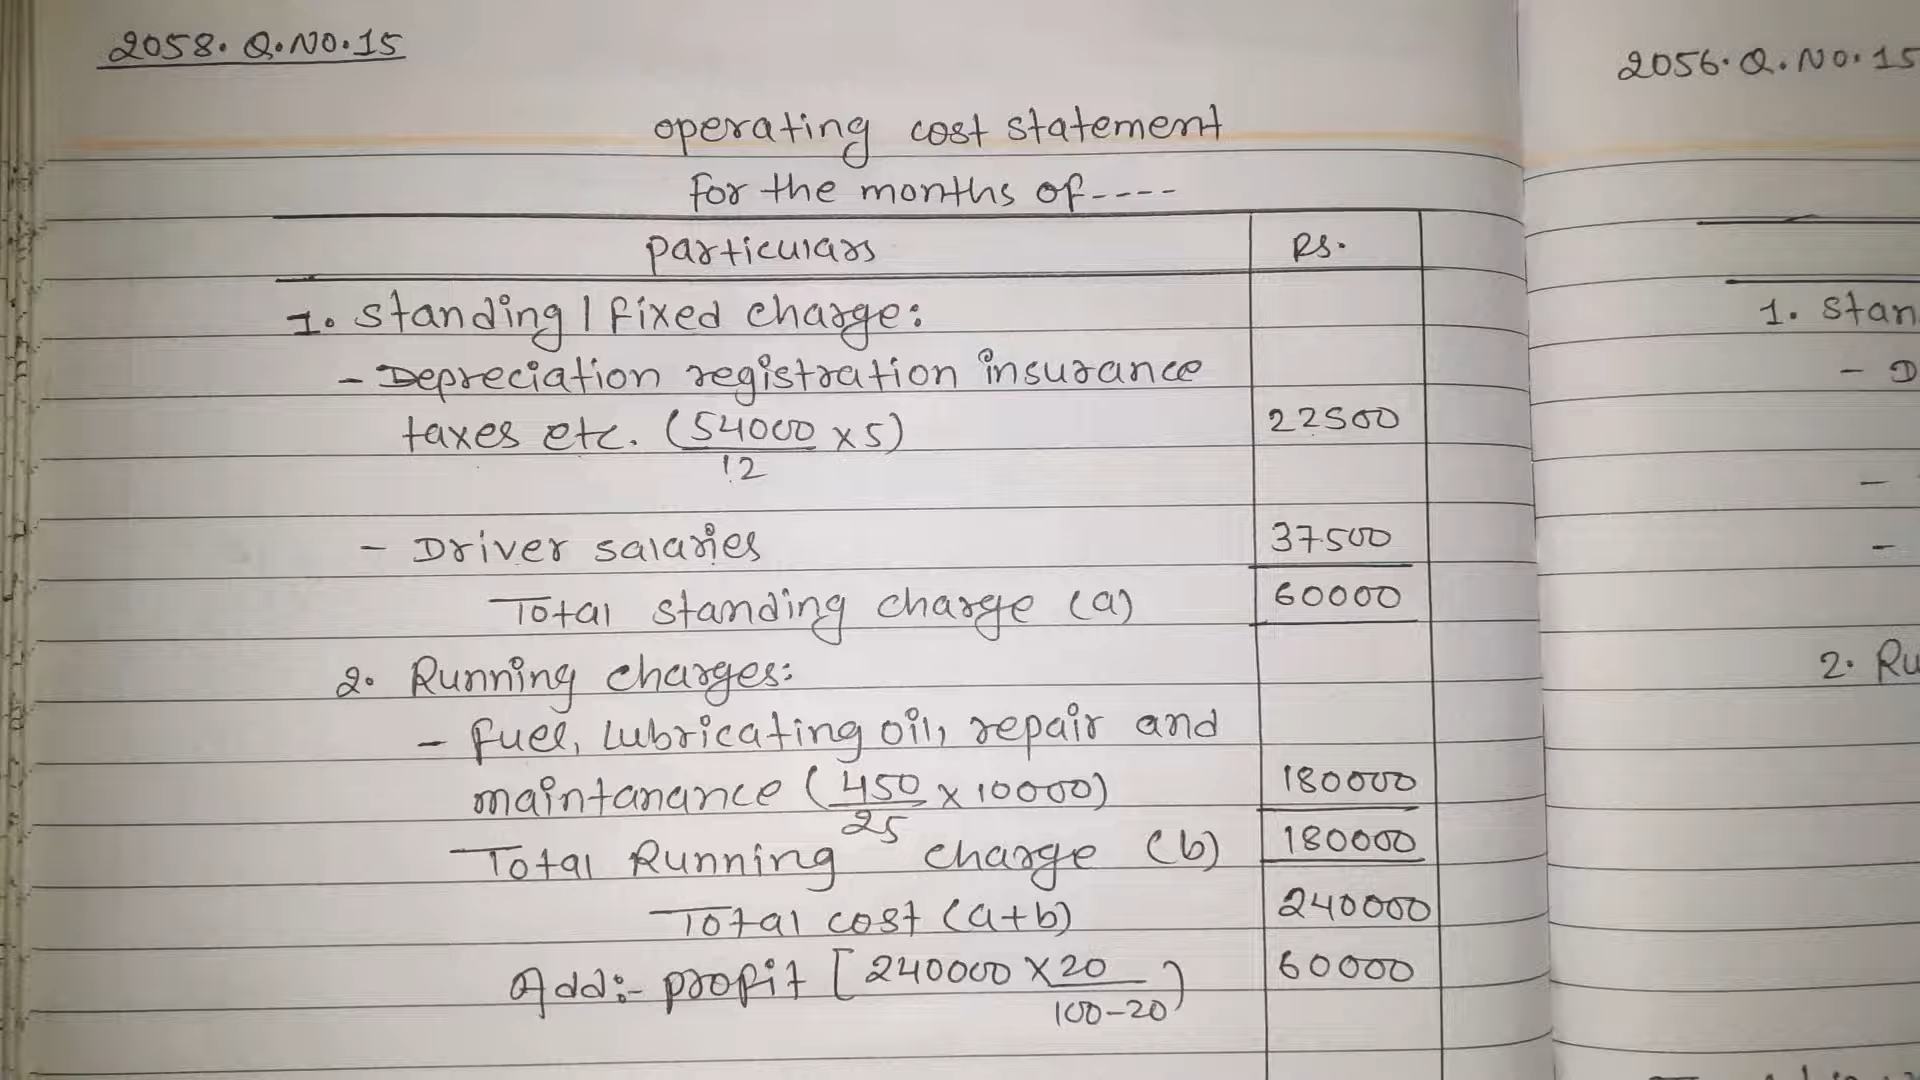 2058. Q.NO.15
operating cost statement
for the months of----
particulars Rs.
1. standing / fixed charge:
- Depreciation registration insurance
taxes etc. (54000 x 5) 22500
12
- Driver salaries 37500
Total standing charge (a) 60000
2. Running charges:
- fuel, lubricating oil, repair and
maintanance (450 x 10000) 180000
25
Total Running charge (b) 180000
Total cost (a+b) 240000
Add:- profit [240000 x 20) 60000
100-20
2056. Q. No. 15
1. Stan
- D
-
-
2. Ru